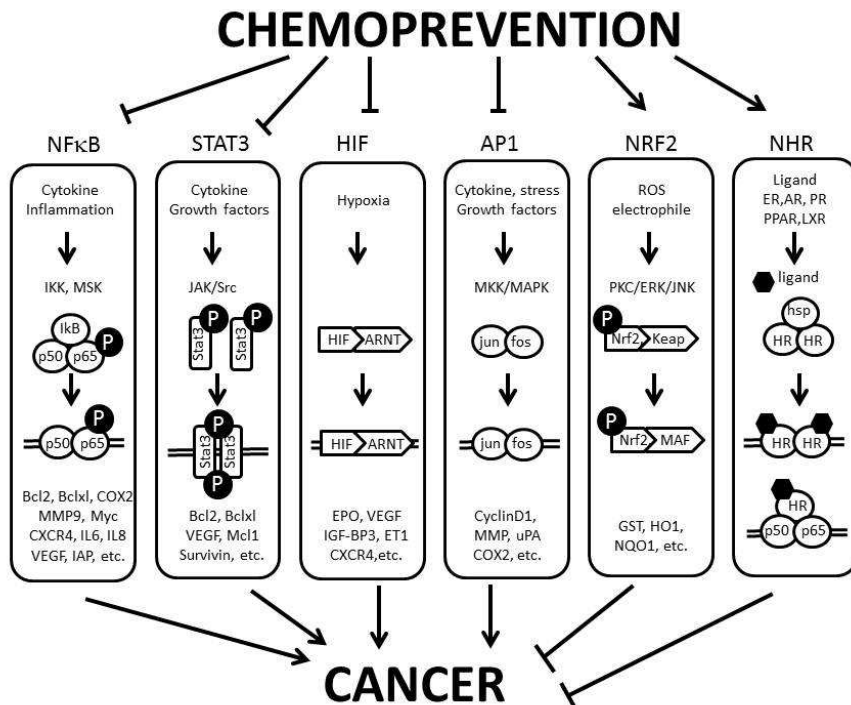 CHEMOPREVENTION
NFκB
Cytokine
Inflammation
IKK, MSK
IkB
P
p50
p65
P
p50
p65
Bcl2, Bclxl, COX2
MMP9, Myc
CXCR4, IL6, IL8
VEGF, IAP, etc.
STAT3
Cytokine
Growth factors
JAK/Src
P
P
Stat3
Stat3
P
Stat3
Stat3
P
Bcl2, Bclxl
VEGF, Mcl1
Survivin, etc.
HIF
Hypoxia
HIF
ARNT
HIF
ARNT
EPO, VEGF
IGF-BP3, ET1
CXCR4,etc.
AP1
Cytokine, stress
Growth factors
MKK/MAPK
jun
fos
jun
fos
CyclinD1,
MMP, uPA
COX2, etc.
NRF2
ROS
electrophile
PKC/ERK/JNK
P
Nrf2
Keap
P
Nrf2
MAF
GST, HO1,
NQO1, etc.
NHR
Ligand
ER,AR, PR
PPAR,LXR
ligand
hsp
HR
HR
HR
HR
HR
p50
p65
CANCER